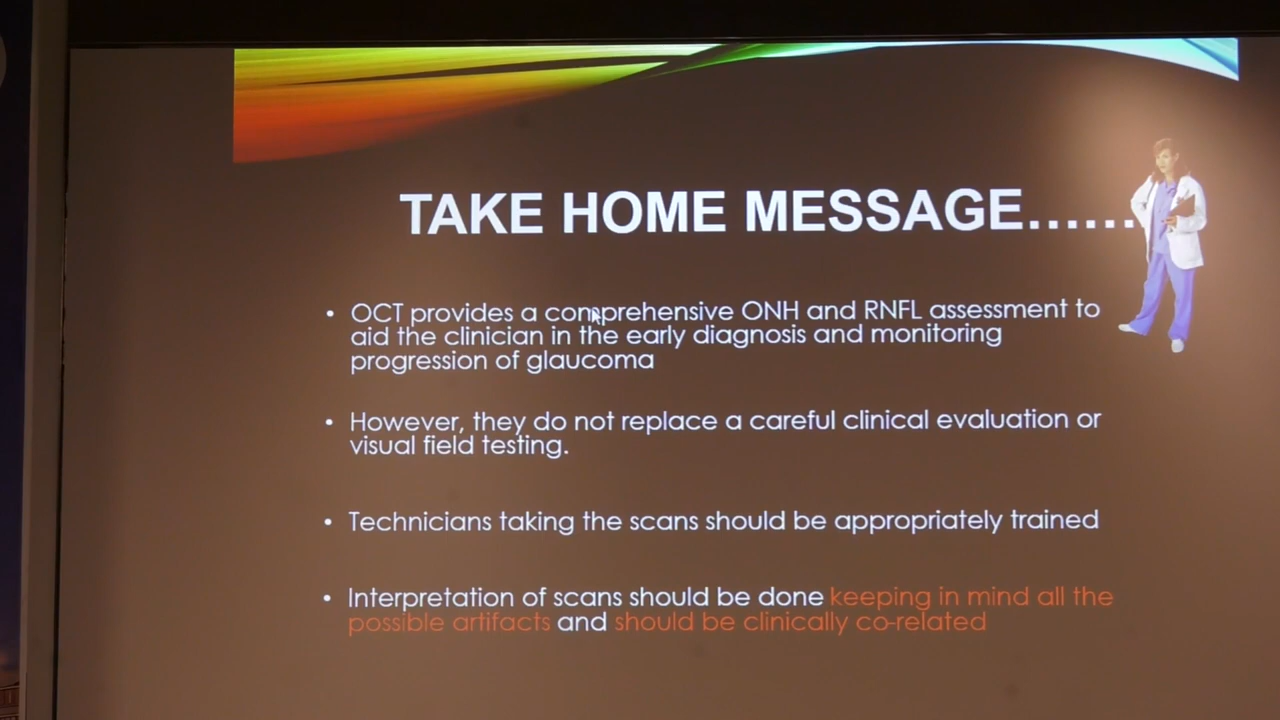 TAKE HOME MESSAGE......
• OCT provides a comprehensive ONH and RNFL assessment to
aid the clinician in the early diagnosis and monitoring
progression of glaucoma
• However, they do not replace a careful clinical evaluation or
visual field testing.
• Technicians taking the scans should be appropriately trained
• Interpretation of scans should be done keeping in mind all the
possible artifacts and should be clinically co-related